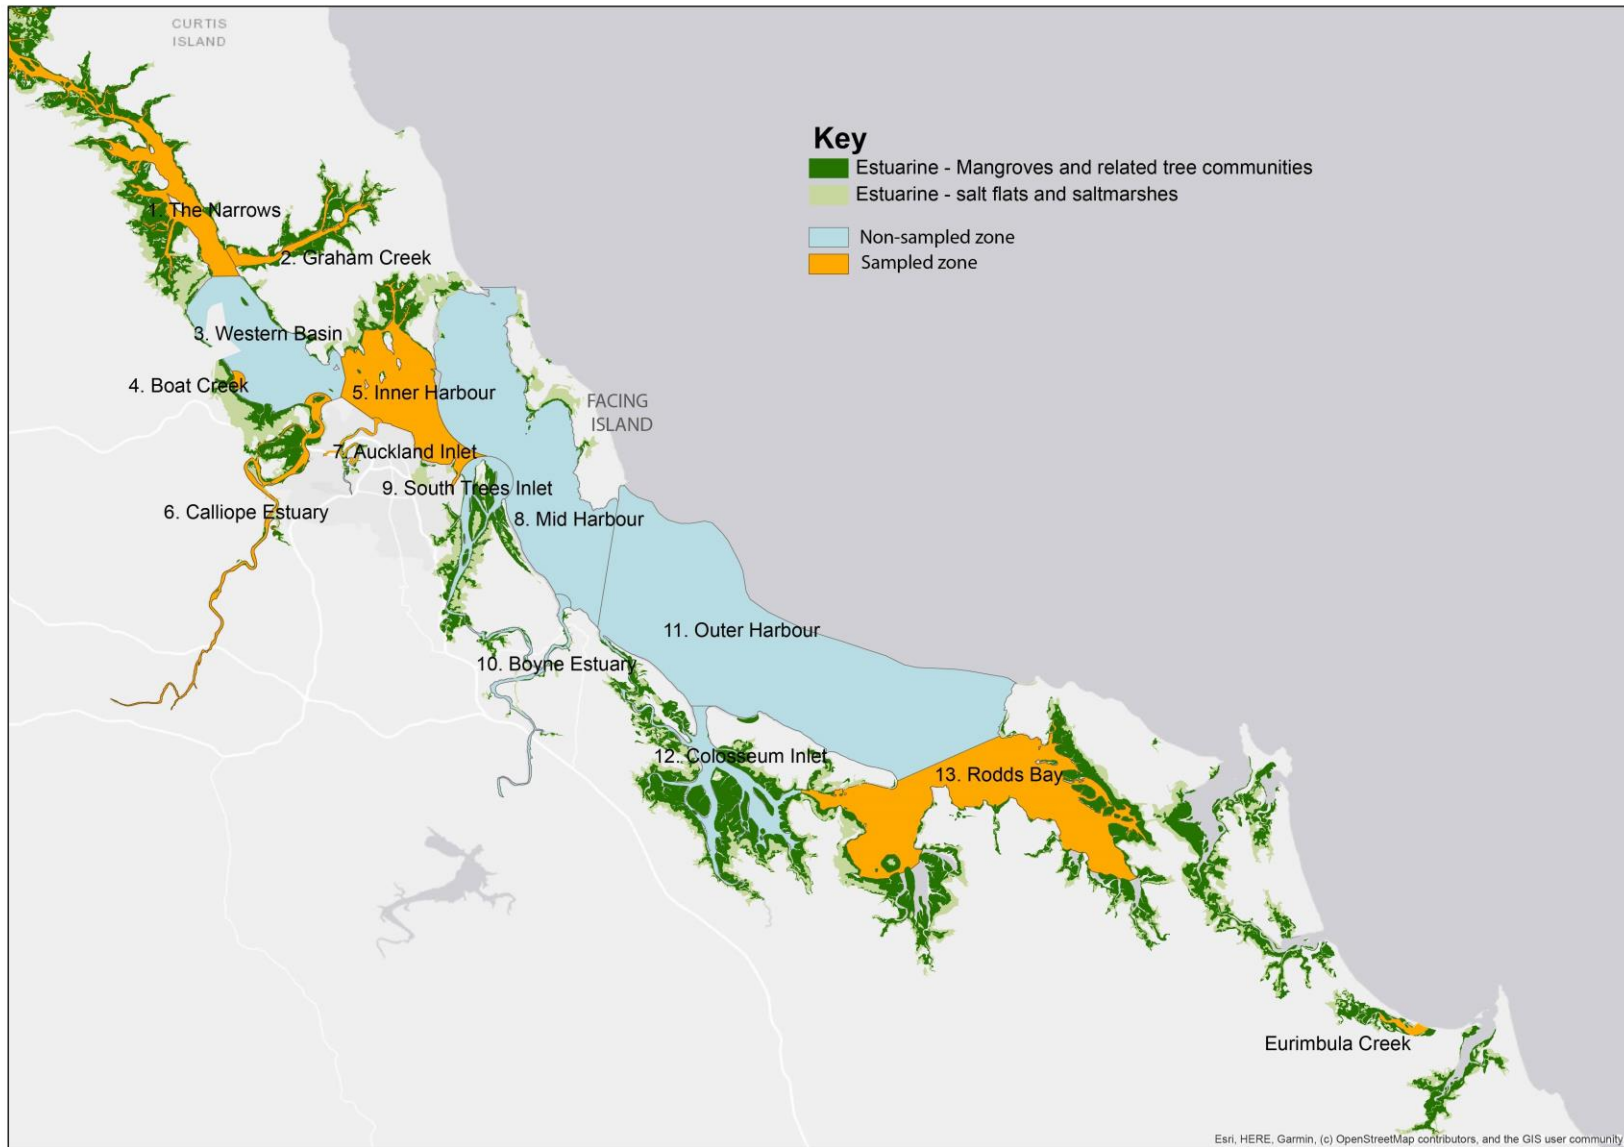 CURTIS
ISLAND
Key
Estuarine - Mangroves and related tree communities
Estuarine - salt flats and saltmarshes
Non-sampled zone
Sampled zone
1. The Narrows
2. Graham Creek
3. Western Basin
4. Boat Creek
5. Inner Harbour
FACING
ISLAND
7. Auckland Inlet
9. South Trees Inlet
6. Calliope Estuary
8. Mid Harbour
11. Outer Harbour
10. Boyne Estuary
12. Colosseum Inlet
13. Rodds Bay
Eurimbula Creek
Esri, HERE, Garmin, (c) OpenStreetMap contributors, and the GIS user community